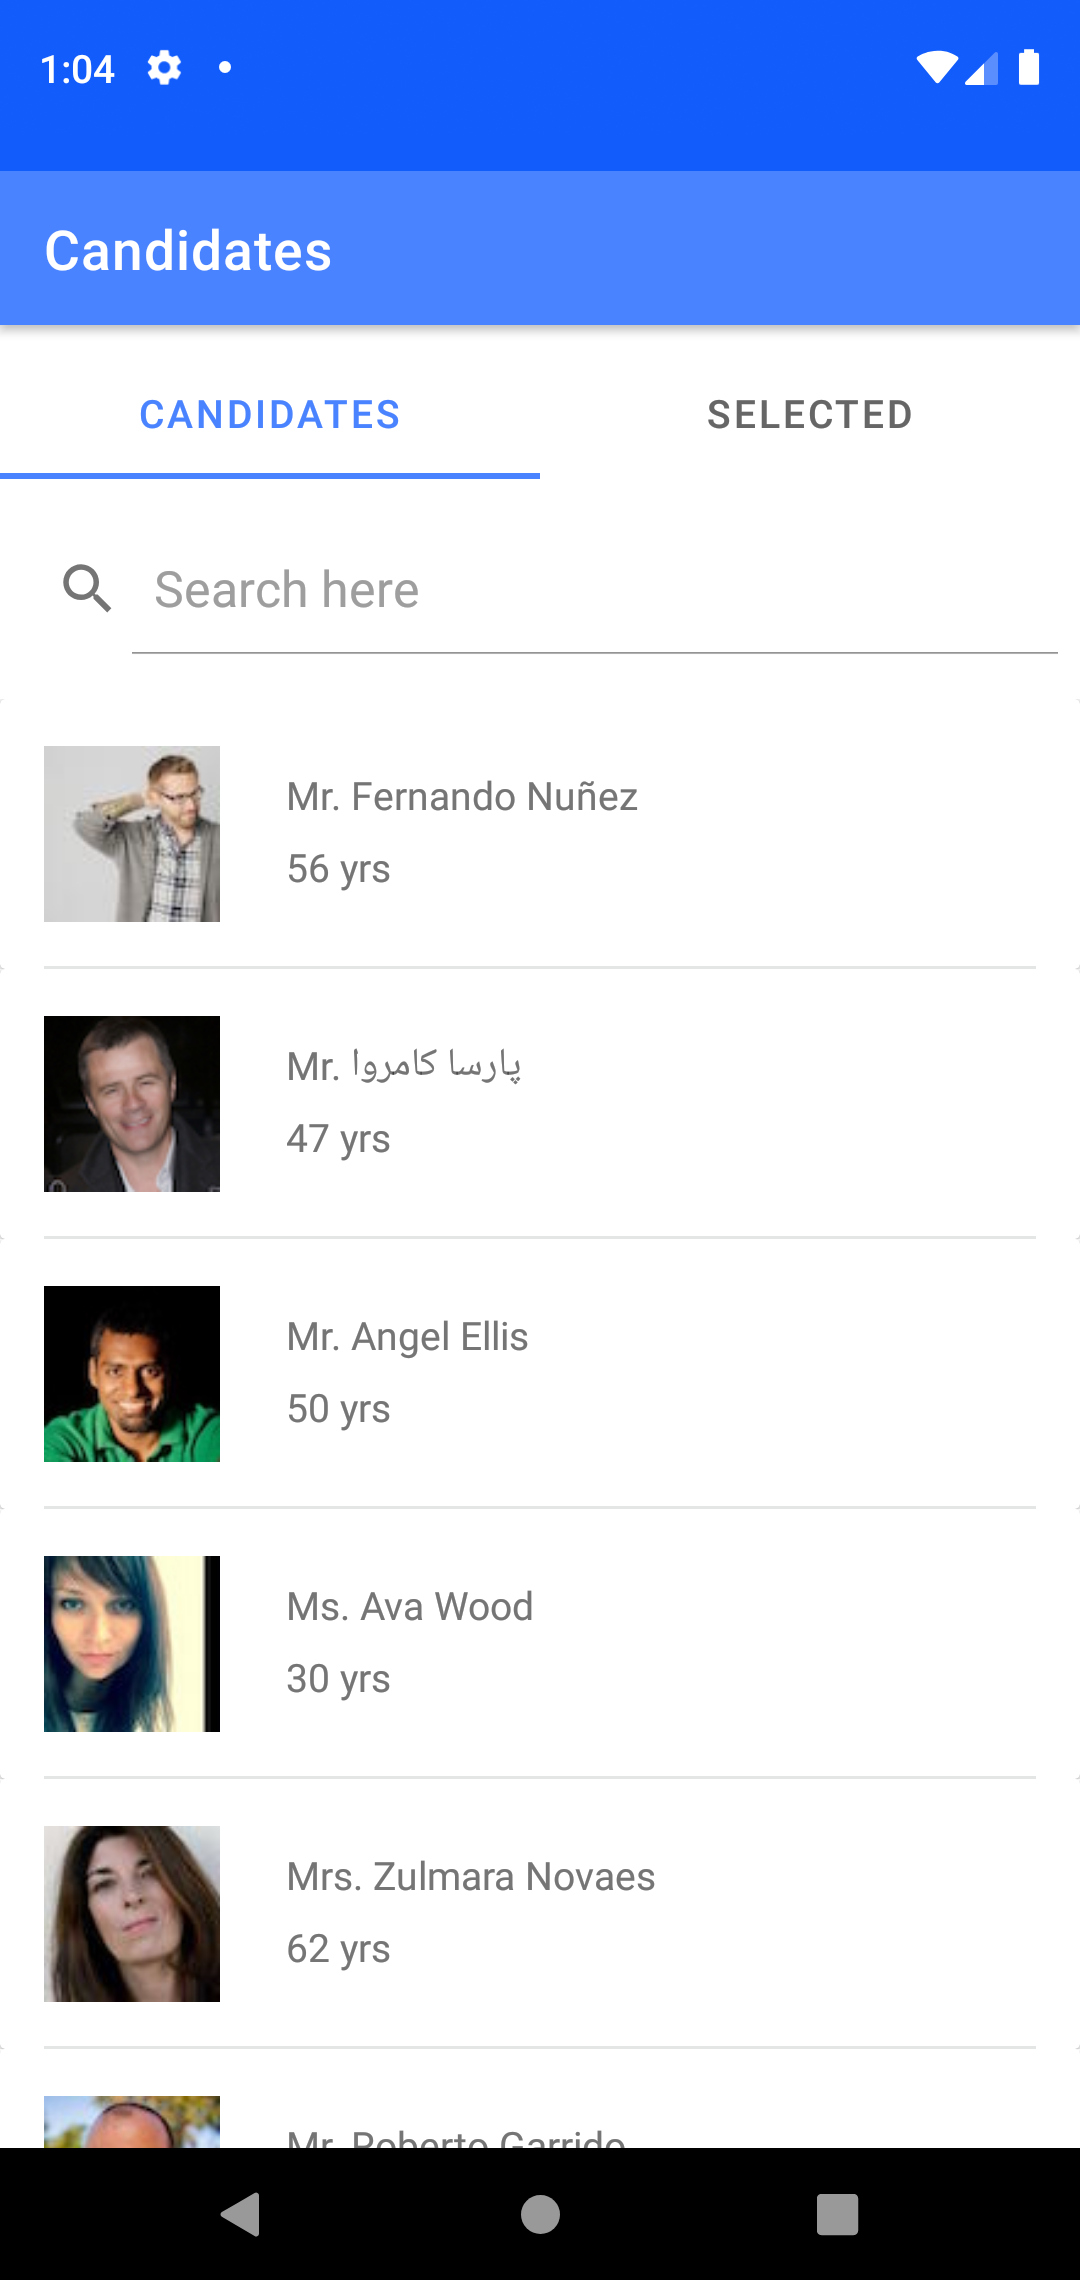 1:04
Candidates
CANDIDATES
SELECTED
Search here
Mr. Fernando Nuñez
56 yrs
Mr. پارسا کامروا
47 yrs
Mr. Angel Ellis
50 yrs
Ms. Ava Wood
30 yrs
Mrs. Zulmara Novaes
62 yrs
Mr. Roberto Garrido